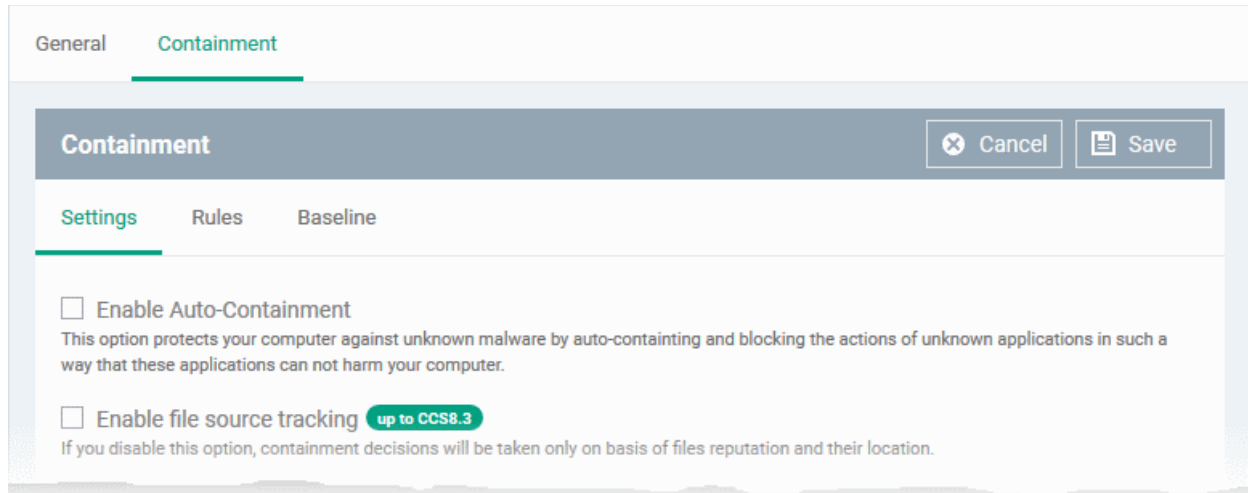 General Containment
Containment Cancel Save
Settings Rules Baseline
Enable Auto-Containment
This option protects your computer against unknown malware by auto-containting and blocking the actions of unknown applications in such a
way that these applications can not harm your computer.
Enable file source tracking up to CCS8.3
If you disable this option, containment decisions will be taken only on basis of files reputation and their location.